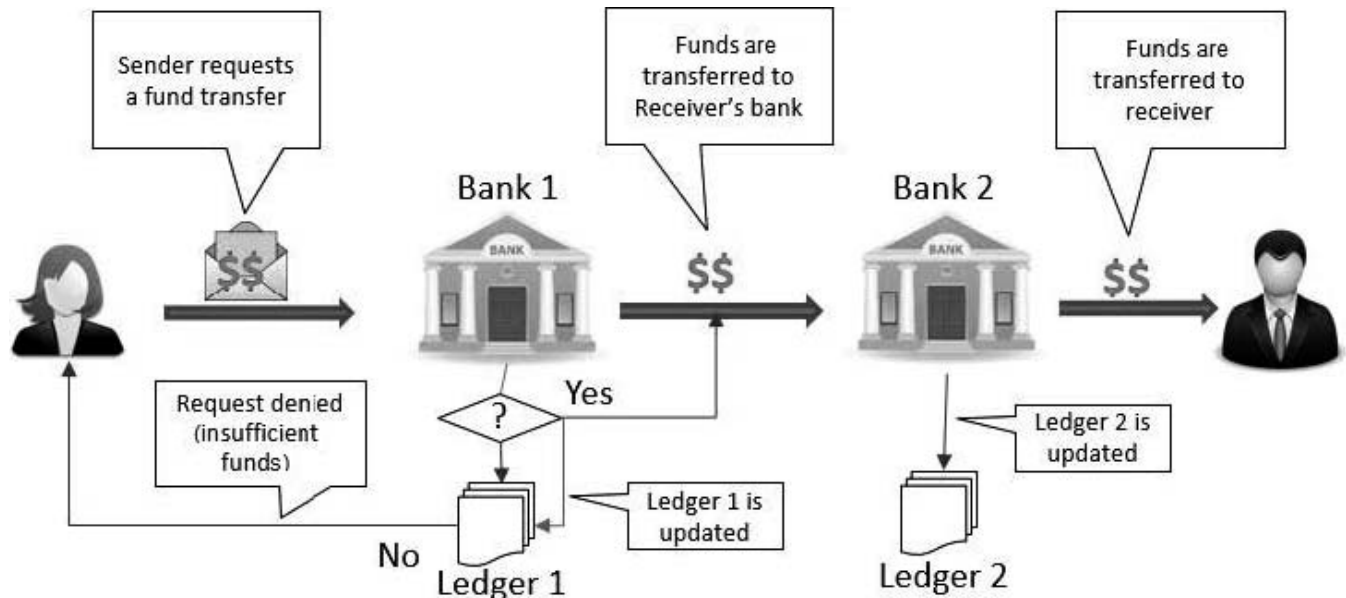 Sender requests
a fund transfer
Funds are
transferred to
Receiver's bank
Funds are
transferred to
receiver
Bank 1
Bank 2
BANK
BANK
$$
$$
$$
Yes
?
Request denied
(insufficient
funds)
Ledger 1 is
updated
Ledger 2 is
updated
No
Ledger 1
Ledger 2